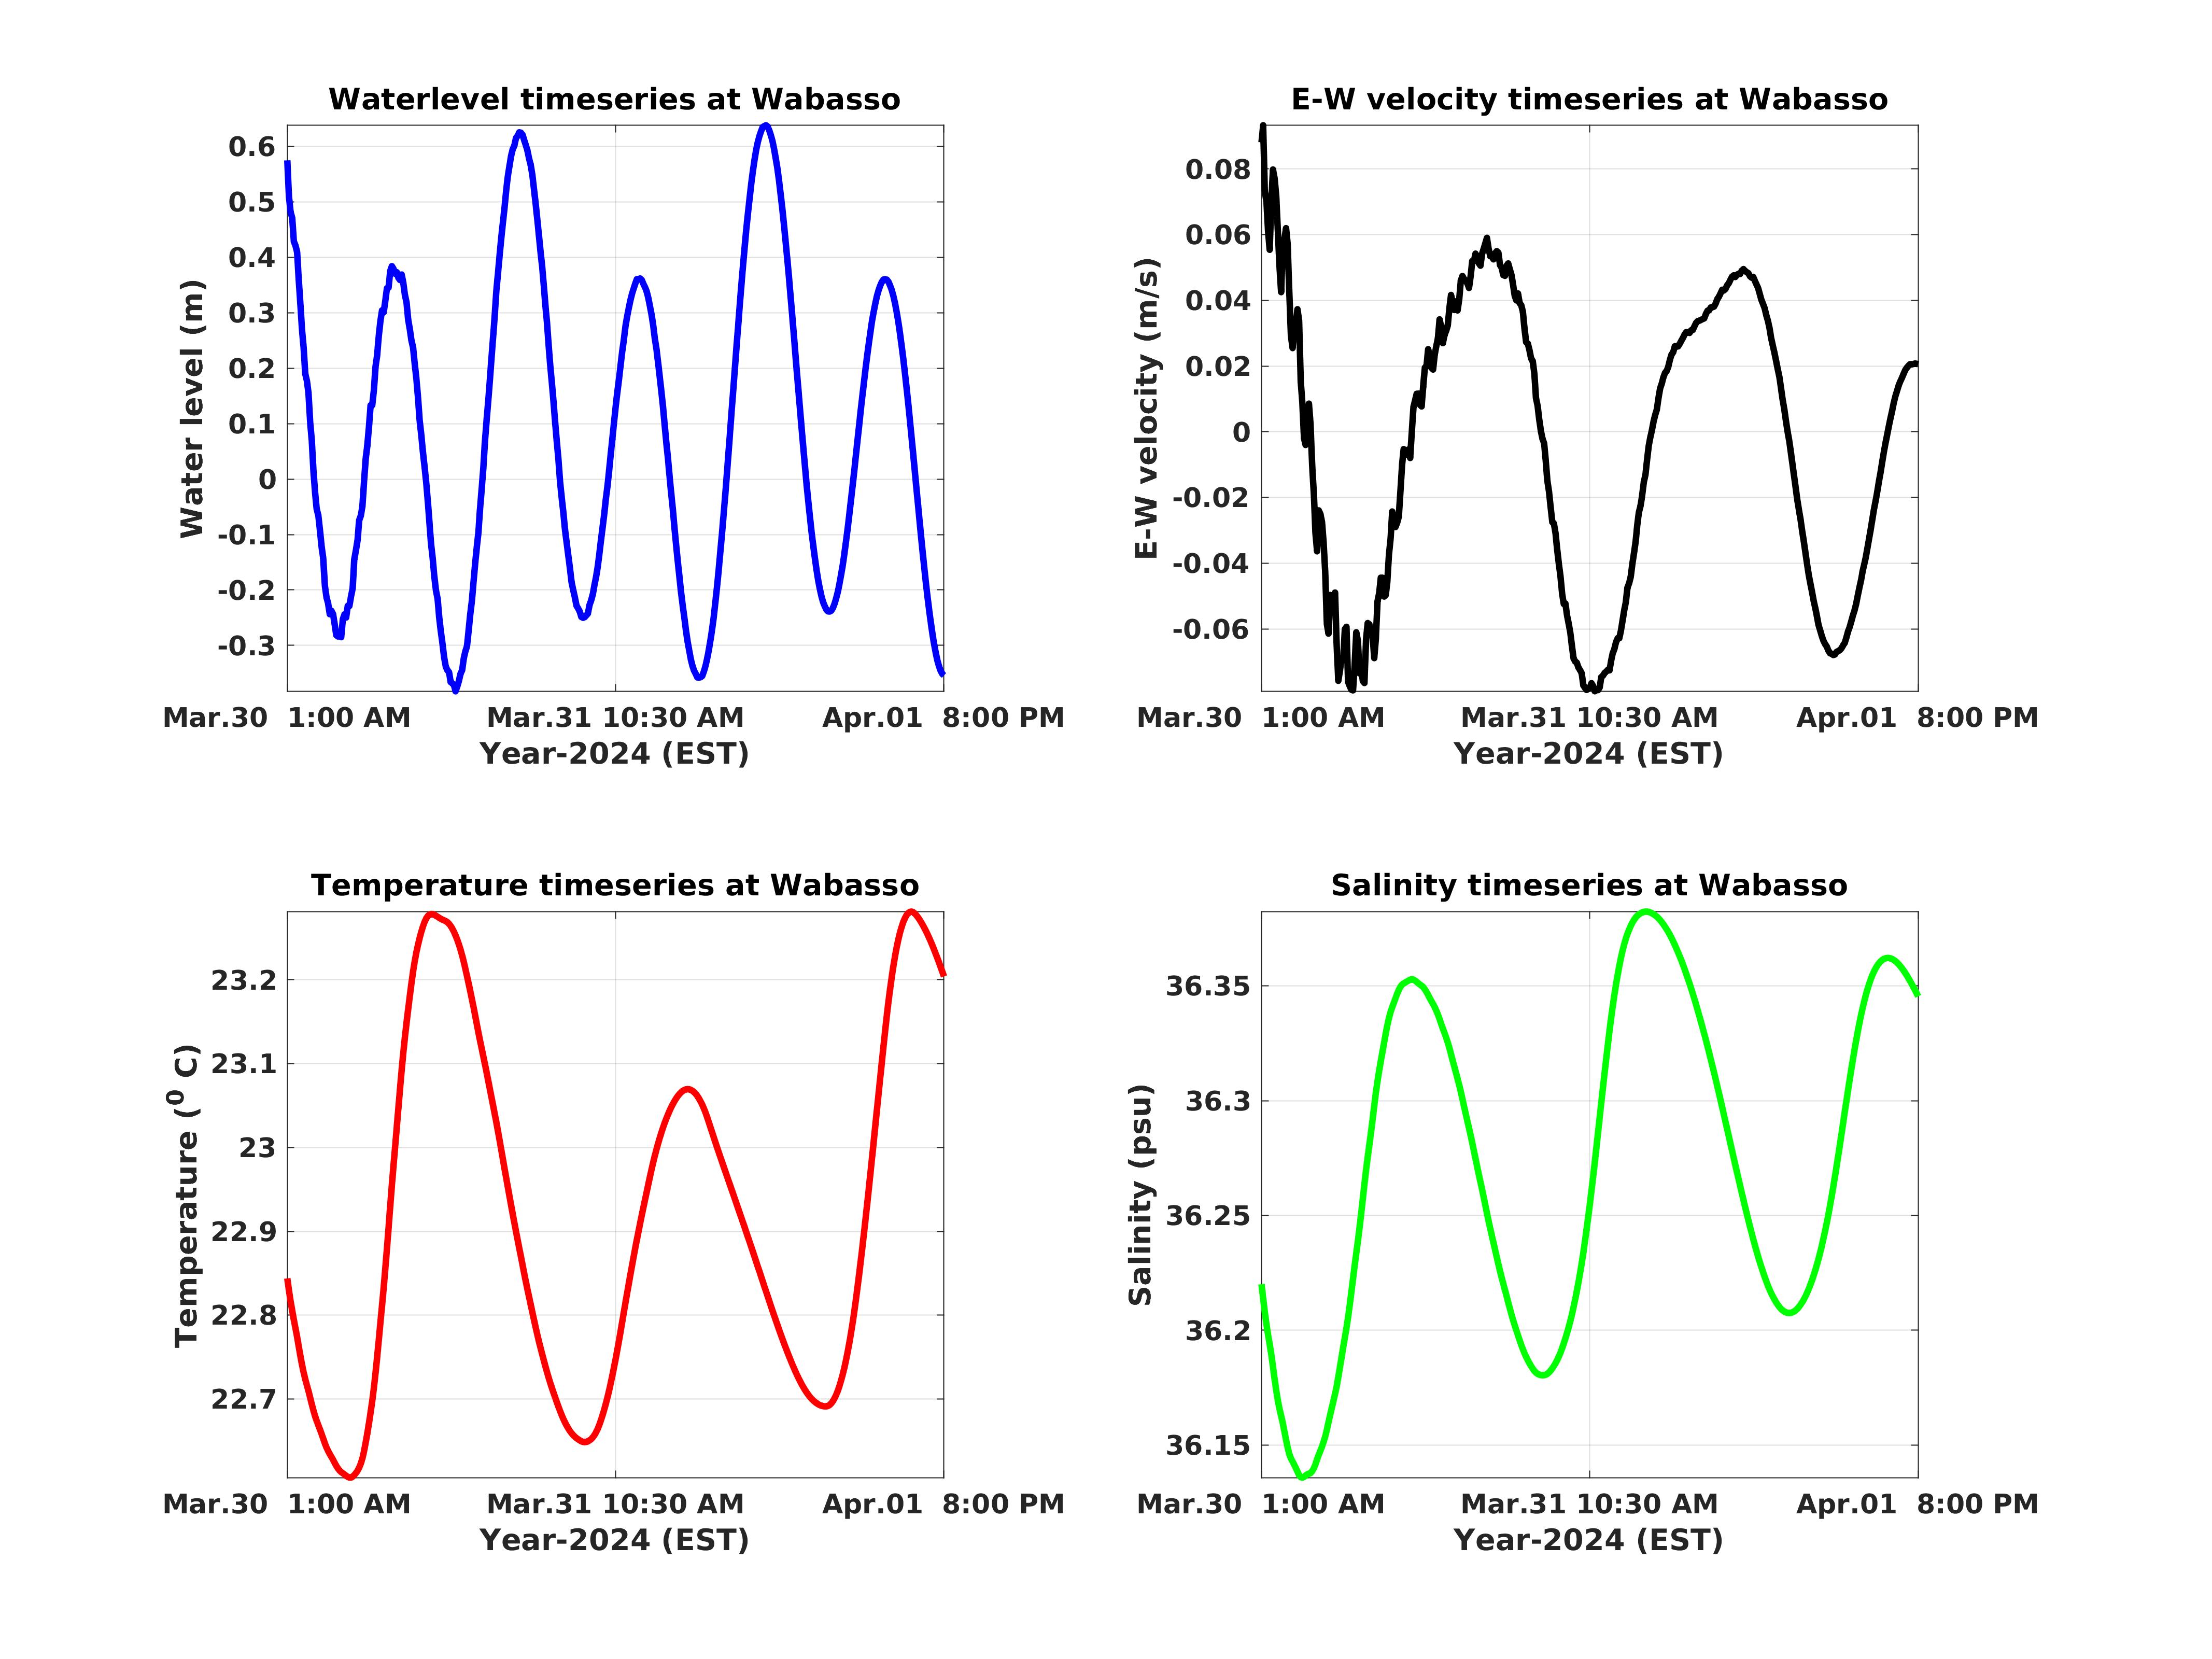 Waterlevel timeseries at Wabasso
0.6
0.5
0.4
0.3
0.2
0.1
0
-0.1
-0.2
-0.3
Water level (m)
Mar.30 1:00 AM Mar.31 10:30 AM Apr.01 8:00 PM
Year-2024 (EST)
E-W velocity timeseries at Wabasso
0.08
0.06
0.04
0.02
0
-0.02
-0.04
-0.06
E-W velocity (m/s)
Mar.30 1:00 AM Mar.31 10:30 AM Apr.01 8:00 PM
Year-2024 (EST)
Temperature timeseries at Wabasso
23.2
23.1
23
22.9
22.8
22.7
Temperature (⁰ C)
Mar.30 1:00 AM Mar.31 10:30 AM Apr.01 8:00 PM
Year-2024 (EST)
Salinity timeseries at Wabasso
36.35
36.3
36.25
36.2
36.15
Salinity (psu)
Mar.30 1:00 AM Mar.31 10:30 AM Apr.01 8:00 PM
Year-2024 (EST)